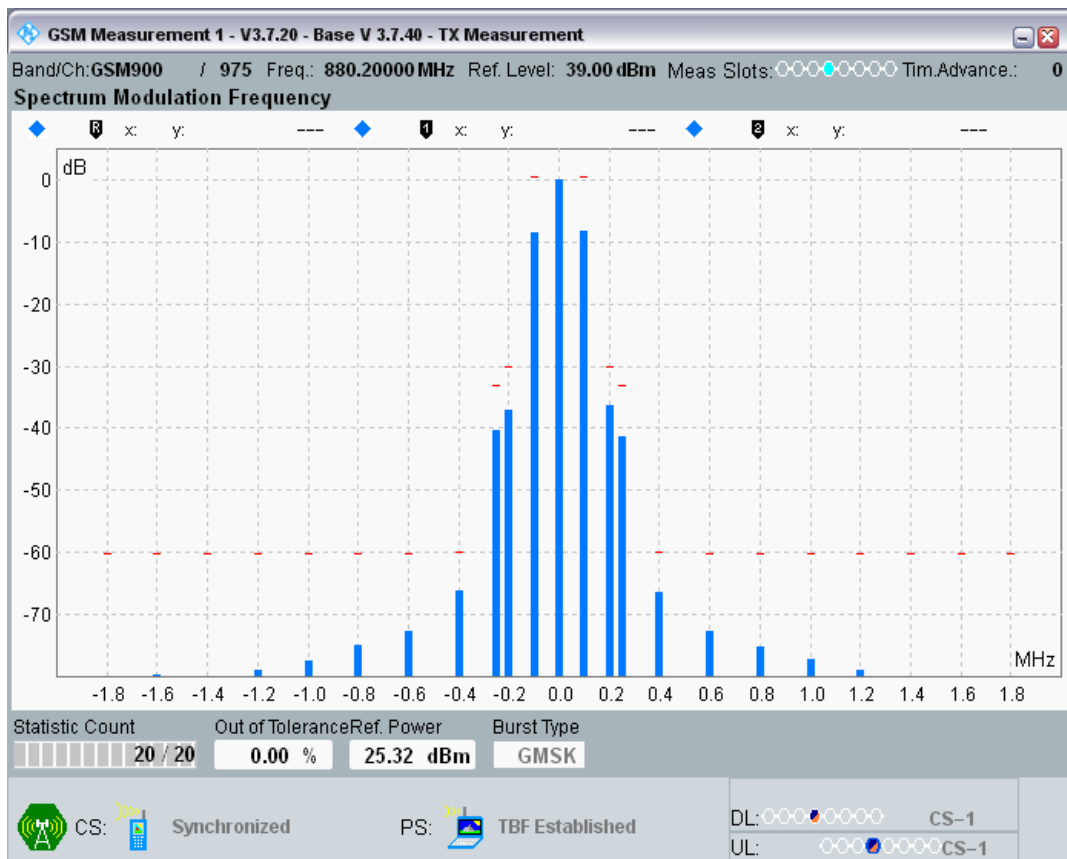 GSM Measurement 1 - V3.7.20 - Base V 3.7.40 - TX Measurement
Band/Ch:GSM900 / 975 Freq.: 880.20000 MHz Ref. Level: 39.00 dBm Meas Slots: Tim.Advance.: 0
Spectrum Modulation Frequency
R x: y: --- 1 x: y: --- 2 x: y: ---
dB
0
-10
-20
-30
-40
-50
-60
-70
MHz
-1.8 -1.6 -1.4 -1.2 -1.0 -0.8 -0.6 -0.4 -0.2 0.0 0.2 0.4 0.6 0.8 1.0 1.2 1.4 1.6 1.8
Statistic Count Out of Tolerance Ref. Power Burst Type
20 / 20 0.00 % 25.32 dBm GMSK
CS: Synchronized PS: TBF Established
DL: CS-1
UL: CS-1